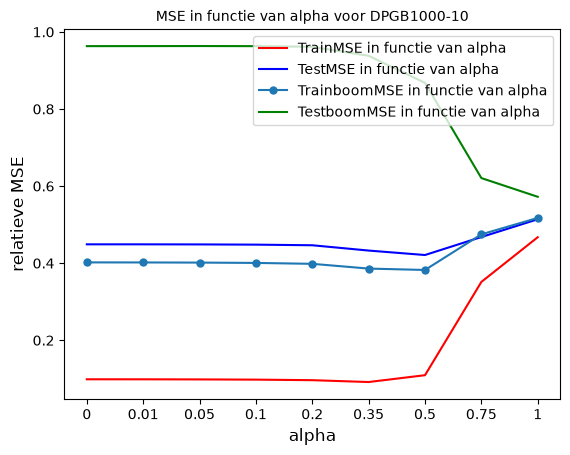 MSE in functie van alpha voor DPGB1000-10
TrainMSE in functie van alpha
TestMSE in functie van alpha
TrainboomMSE in functie van alpha
TestboomMSE in functie van alpha
relatieve MSE
1.0
0.8
0.6
0.4
0.2
0 0.01 0.05 0.1 0.2 0.35 0.5 0.75 1
alpha